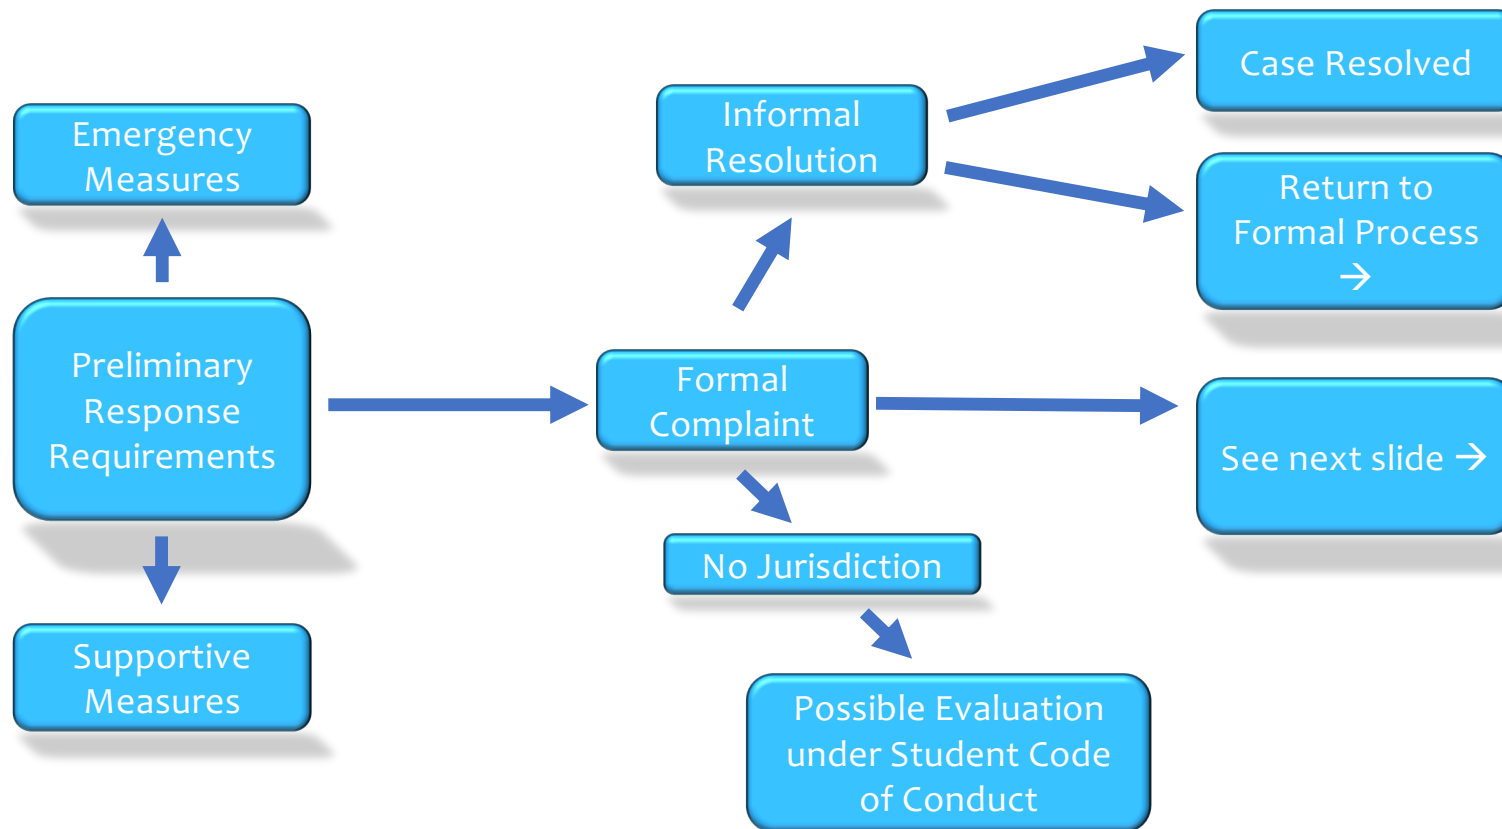 Emergency
Measures
Preliminary
Response
Requirements
Supportive
Measures
Informal
Resolution
Formal
Complaint
No Jurisdiction
Possible Evaluation
under Student Code
of Conduct
Case Resolved
Return to
Formal Process
→
See next slide →